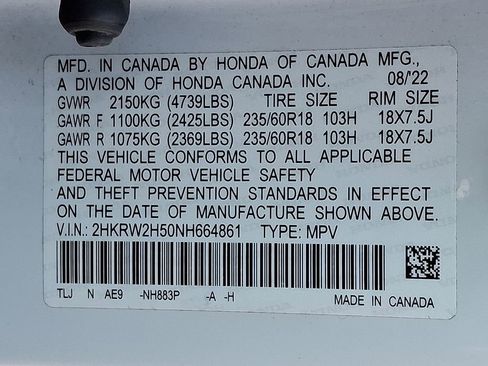 MFD. IN CANADA BY HONDA OF CANADA MFG.,
A DIVISION OF HONDA CANADA INC. 08/'22
GVWR 2150KG (4739LBS) TIRE SIZE RIM SIZE
GAWR F 1100KG (2425LBS) 235/60R18 103H 18X7.5J
GAWR R 1075KG (2369LBS) 235/60R18 103H 18X7.5J
THIS VEHICLE CONFORMS TO ALL APPLICABLE
FEDERAL MOTOR VEHICLE SAFETY
AND THEFT PREVENTION STANDARDS IN EFFECT ON
DATE OF MANUFACTURE SHOWN ABOVE.
V.I.N.: 2HKRW2H50NH664861 TYPE: MPV
TLJ N AE9 -NH883P -A -H MADE IN CANADA